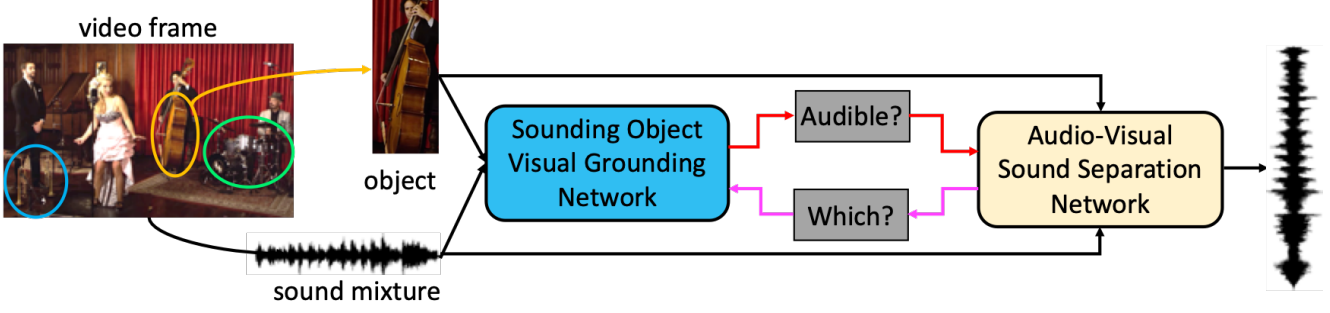 video frame
object
sound mixture
Sounding Object
Visual Grounding
Network
Audible?
Which?
Audio-Visual
Sound Separation
Network